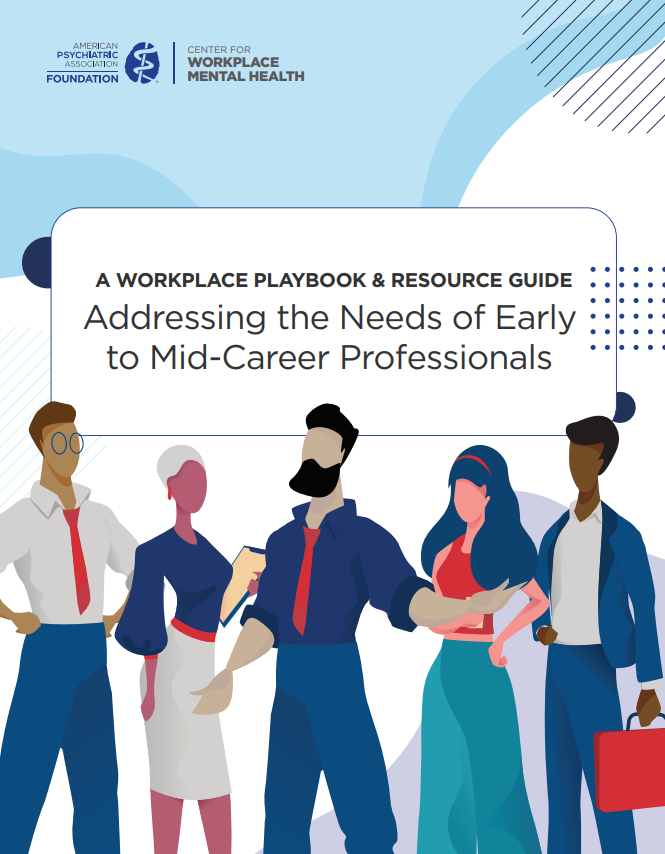 AMERICAN
PSYCHIATRIC
ASSOCIATION
FOUNDATION
CENTER FOR
WORKPLACE
MENTAL HEALTH
A WORKPLACE PLAYBOOK & RESOURCE GUIDE
Addressing the Needs of Early
to Mid-Career Professionals